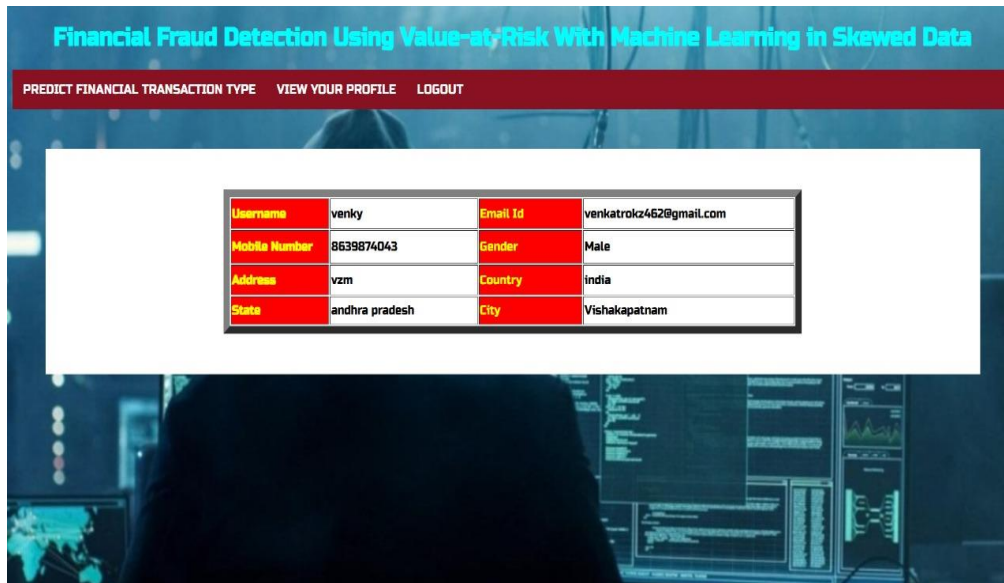 Financial Fraud Detection Using Value-at-Risk With Machine Learning in Skewed Data
PREDICT FINANCIAL TRANSACTION TYPE VIEW YOUR PROFILE LOGOUT
Username venky Email Id venkatrokz462@gmail.com
Mobile Number 8639874043 Gender Male
Address vzm Country india
State andhra pradesh City Vishakapatnam